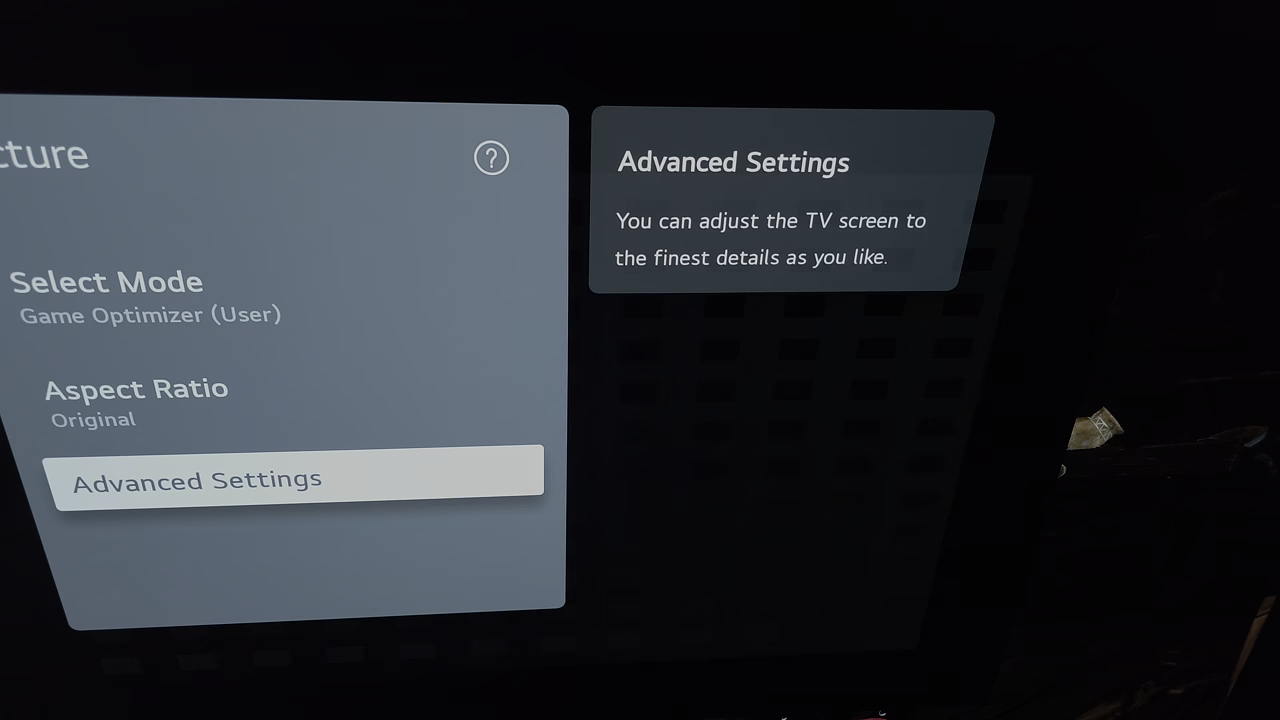 cture
?
Select Mode
Game Optimizer (User)
Aspect Ratio
Original
Advanced Settings
Advanced Settings
You can adjust the TV screen to
the finest details as you like.